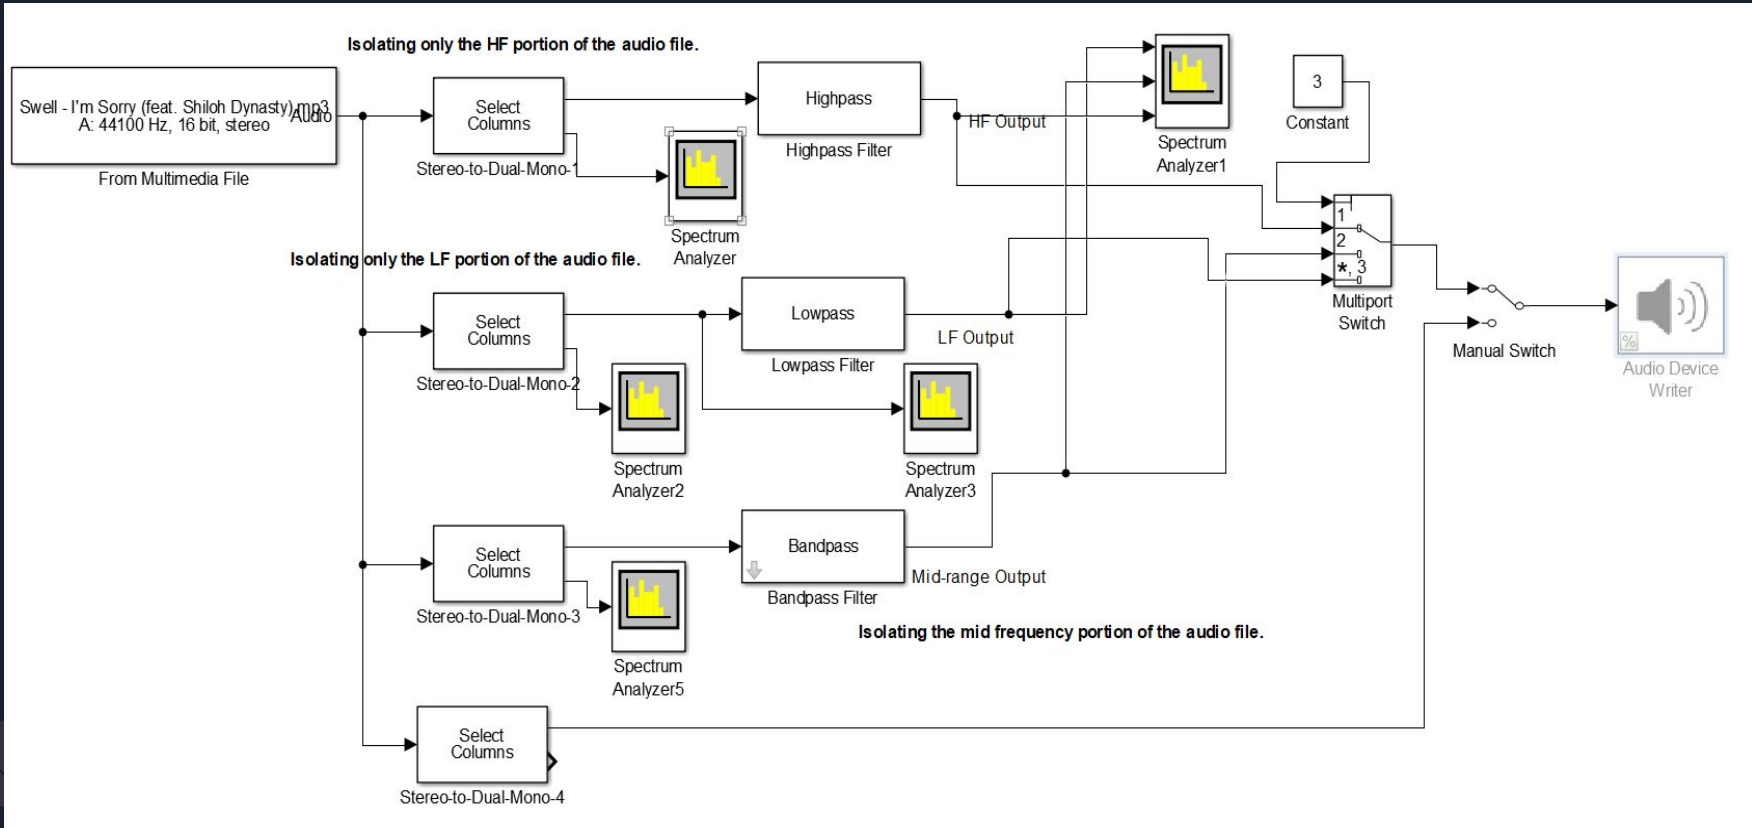 Isolating only the HF portion of the audio file.
Swell - I'm Sorry (feat. Shiloh Dynasty).mp3
A: 44100 Hz, 16 bit, stereo
Audio
From Multimedia File
Select
Columns
Stereo-to-Dual-Mono-1
Highpass
Highpass Filter
HF Output
Spectrum
Analyzer
Spectrum
Analyzer1
3
Constant
1
2
*, 3
Multiport
Switch
Manual Switch
%
Audio Device
Writer
Isolating only the LF portion of the audio file.
Select
Columns
Stereo-to-Dual-Mono-2
Lowpass
Lowpass Filter
LF Output
Spectrum
Analyzer2
Spectrum
Analyzer3
Select
Columns
Stereo-to-Dual-Mono-3
Bandpass
Bandpass Filter
Mid-range Output
Isolating the mid frequency portion of the audio file.
Spectrum
Analyzer5
Select
Columns
Stereo-to-Dual-Mono-4